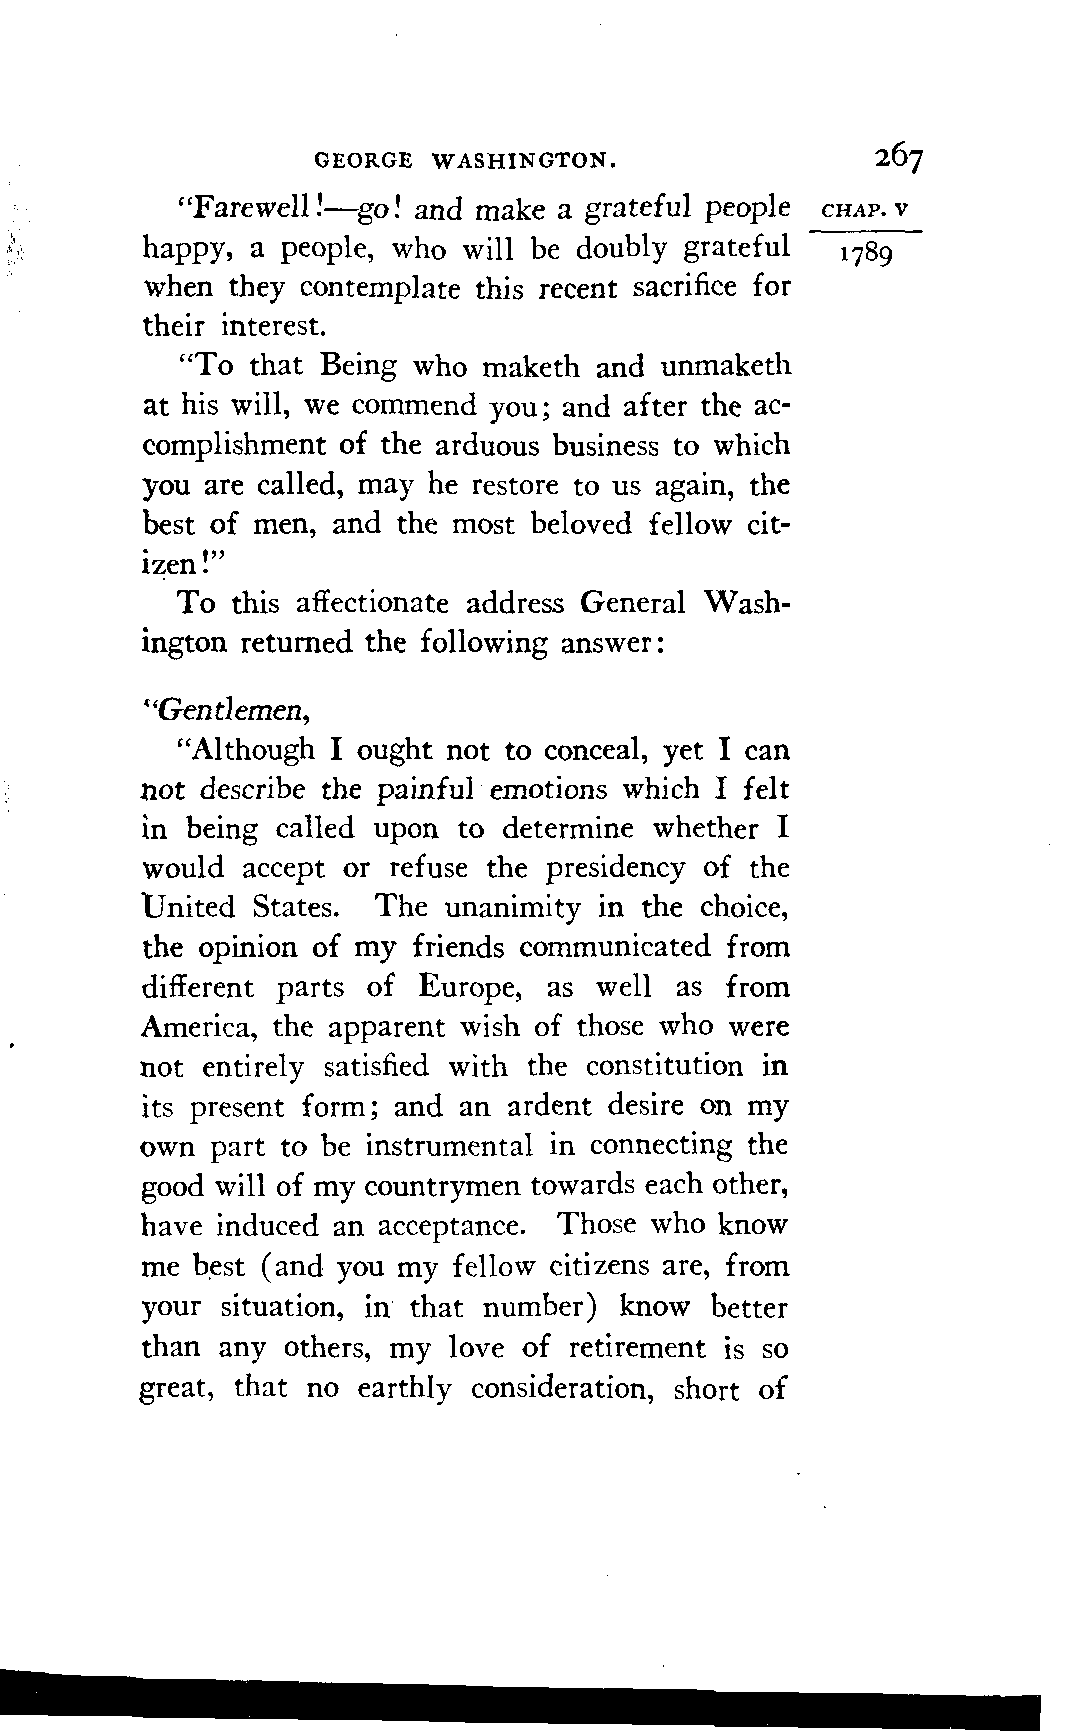 GEORGE WASHINGTON. 267
"Farewell!—go! and make a grateful people CHAP. V
happy, a people, who will be doubly grateful 1789
when they contemplate this recent sacrifice for
their interest.
"To that Being who maketh and unmaketh
at his will, we commend you; and after the ac-
complishment of the arduous business to which
you are called, may he restore to us again, the
best of men, and the most beloved fellow cit-
izen!"
To this affectionate address General Wash-
ington returned the following answer:
"Gentlemen,
"Although I ought not to conceal, yet I can
not describe the painful emotions which I felt
in being called upon to determine whether I
would accept or refuse the presidency of the
United States. The unanimity in the choice,
the opinion of my friends communicated from
different parts of Europe, as well as from
America, the apparent wish of those who were
not entirely satisfied with the constitution in
its present form; and an ardent desire on my
own part to be instrumental in connecting the
good will of my countrymen towards each other,
have induced an acceptance. Those who know
me best (and you my fellow citizens are, from
your situation, in that number) know better
than any others, my love of retirement is so
great, that no earthly consideration, short of